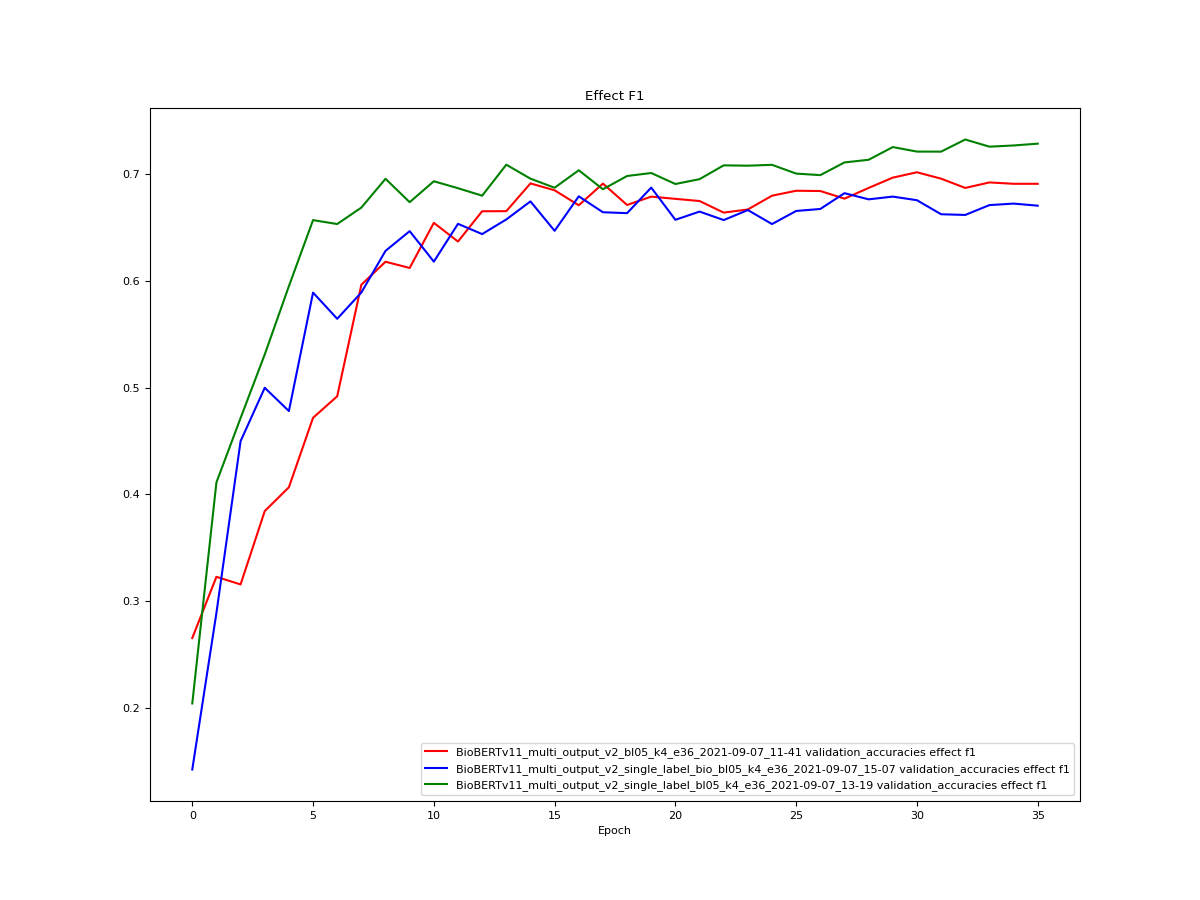 Effect F1
0.7
0.6
0.5
0.4
0.3
0.2
BioBERTv11_multi_output_v2_bl05_k4_e36_2021-09-07_11-41 validation_accuracies effect f1
BioBERTv11_multi_output_v2_single_label_bio_bl05_k4_e36_2021-09-07_15-07 validation_accuracies effect f1
BioBERTv11_multi_output_v2_single_label_bl05_k4_e36_2021-09-07_13-19 validation_accuracies effect f1
0 5 10 15 20 25 30 35
Epoch